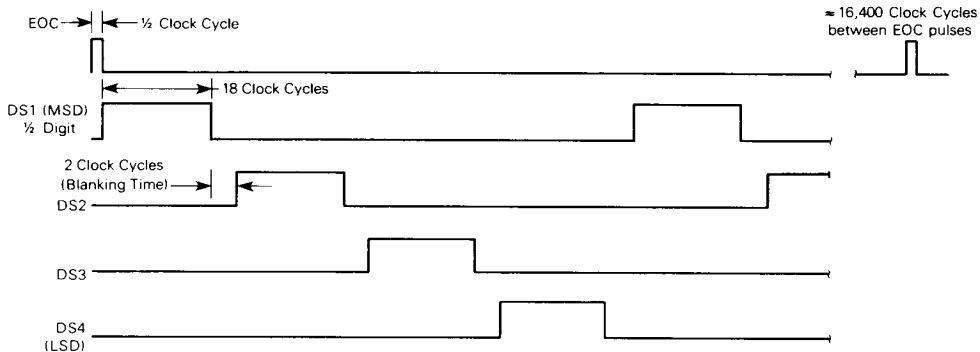 EOC
½ Clock Cycle
≈ 16,400 Clock Cycles
between EOC pulses
18 Clock Cycles
DS1 (MSD)
½ Digit
2 Clock Cycles
(Blanking Time)
DS2
DS3
DS4
(LSD)